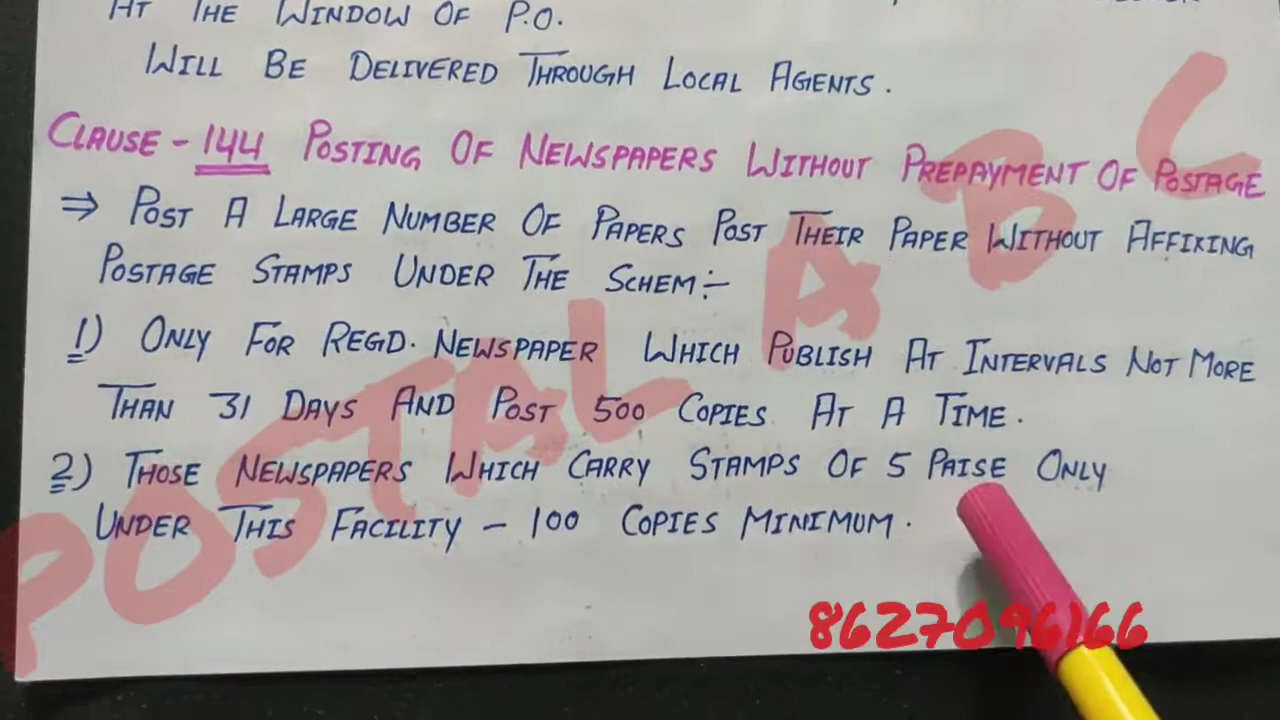 AT THE WINDOW OF P.O.
WILL BE DELIVERED THROUGH LOCAL AGENTS.
CLAUSE - 144 POSTING OF NEWSPAPERS WITHOUT PREPAYMENT OF POSTAGE
⇒ POST A LARGE NUMBER OF PAPERS POST THEIR PAPER WITHOUT AFFIXING
POSTAGE STAMPS UNDER THE SCHEM:-
1) ONLY FOR REGD. NEWSPAPER WHICH PUBLISH AT INTERVALS NOT MORE
THAN 31 DAYS AND POST 500 COPIES AT A TIME.
2) THOSE NEWSPAPERS WHICH CARRY STAMPS OF 5 PAISE ONLY
UNDER THIS FACILITY - 100 COPIES MINIMUM.
POSTAL ABC
8627096166